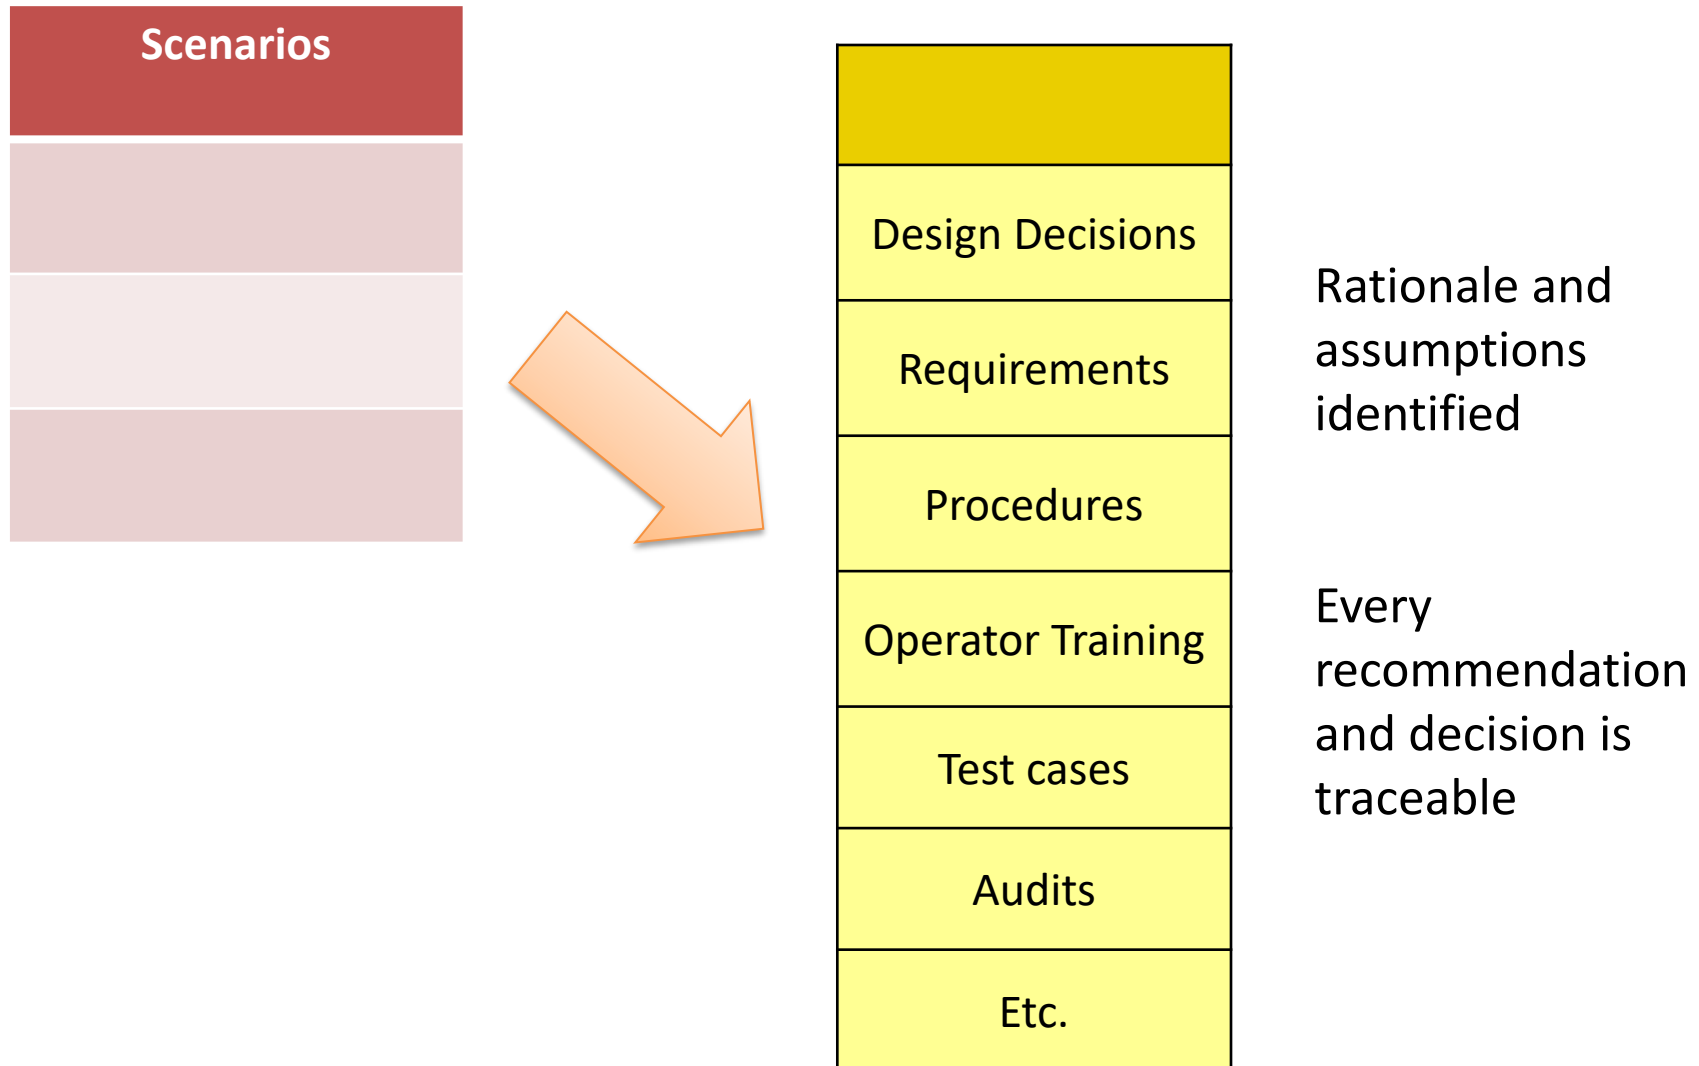 Scenarios
Design Decisions
Requirements
Procedures
Operator Training
Test cases
Audits
Etc.
Rationale and
assumptions
identified
Every
recommendation
and decision is
traceable